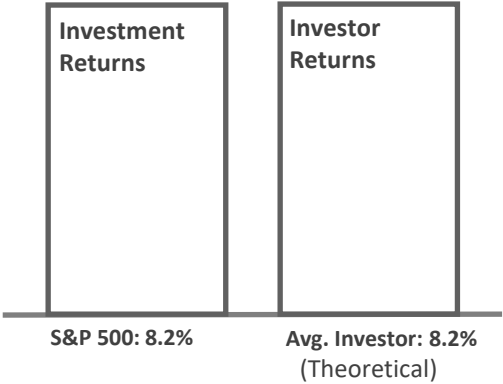 Investment
Returns
Investor
Returns
S&P 500: 8.2%
Avg. Investor: 8.2%
(Theoretical)